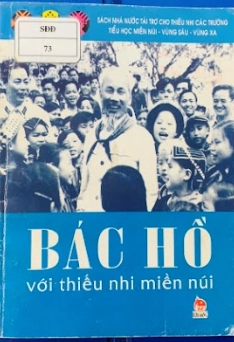 SÁCH NHÀ NƯỚC TÀI TRỢ CHO THIẾU NHI CÁC TRƯỜNG
TIỂU HỌC MIỀN NÚI - VÙNG SÂU - VÙNG XA
SĐĐ
73
BÁC HỒ
với thiếu nhi miền núi